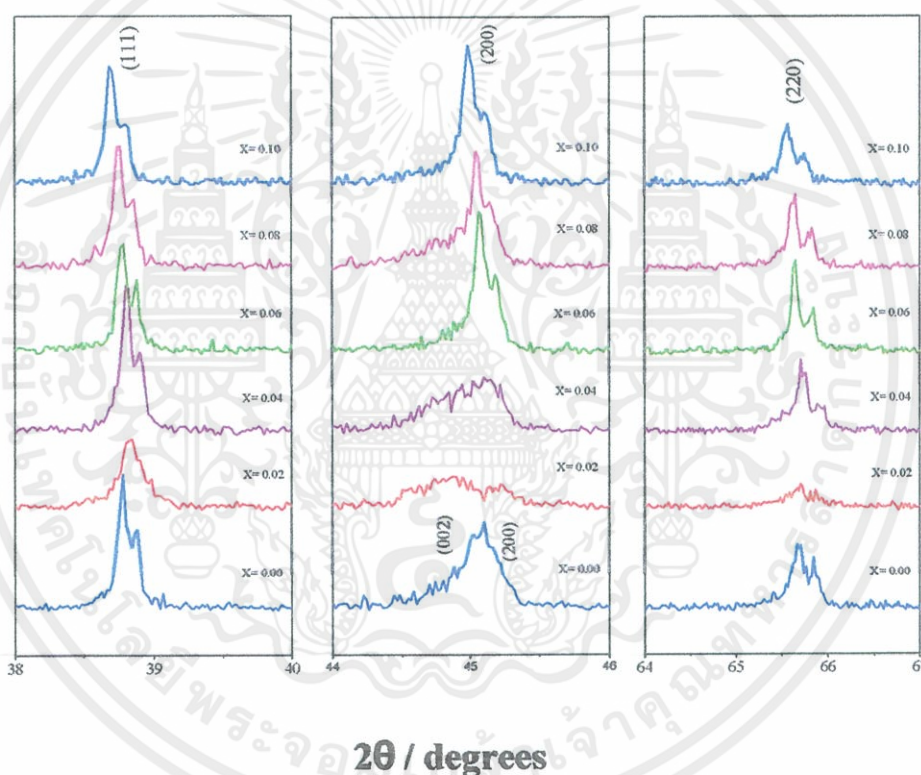 (111)
X= 0.10
X= 0.08
X= 0.06
X= 0.04
X= 0.02
X= 0.00
38 39 40
(200)
X= 0.10
X= 0.08
X= 0.06
X= 0.04
X= 0.02
(002) (200)
X= 0.00
44 45 46
(220)
X= 0.10
X= 0.08
X= 0.06
X= 0.04
X= 0.02
X= 0.00
64 65 66
2θ / degrees